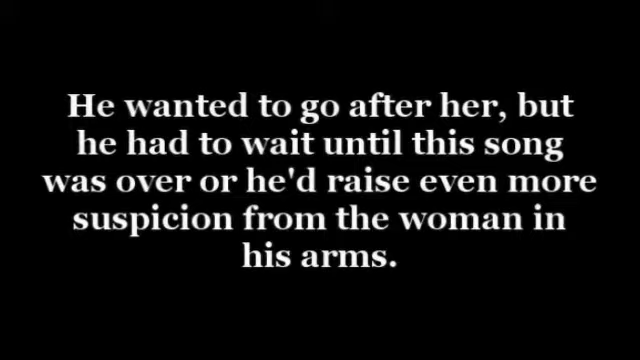 He wanted to go after her, but
he had to wait until this song
was over or he'd raise even more
suspicion from the woman in
his arms.